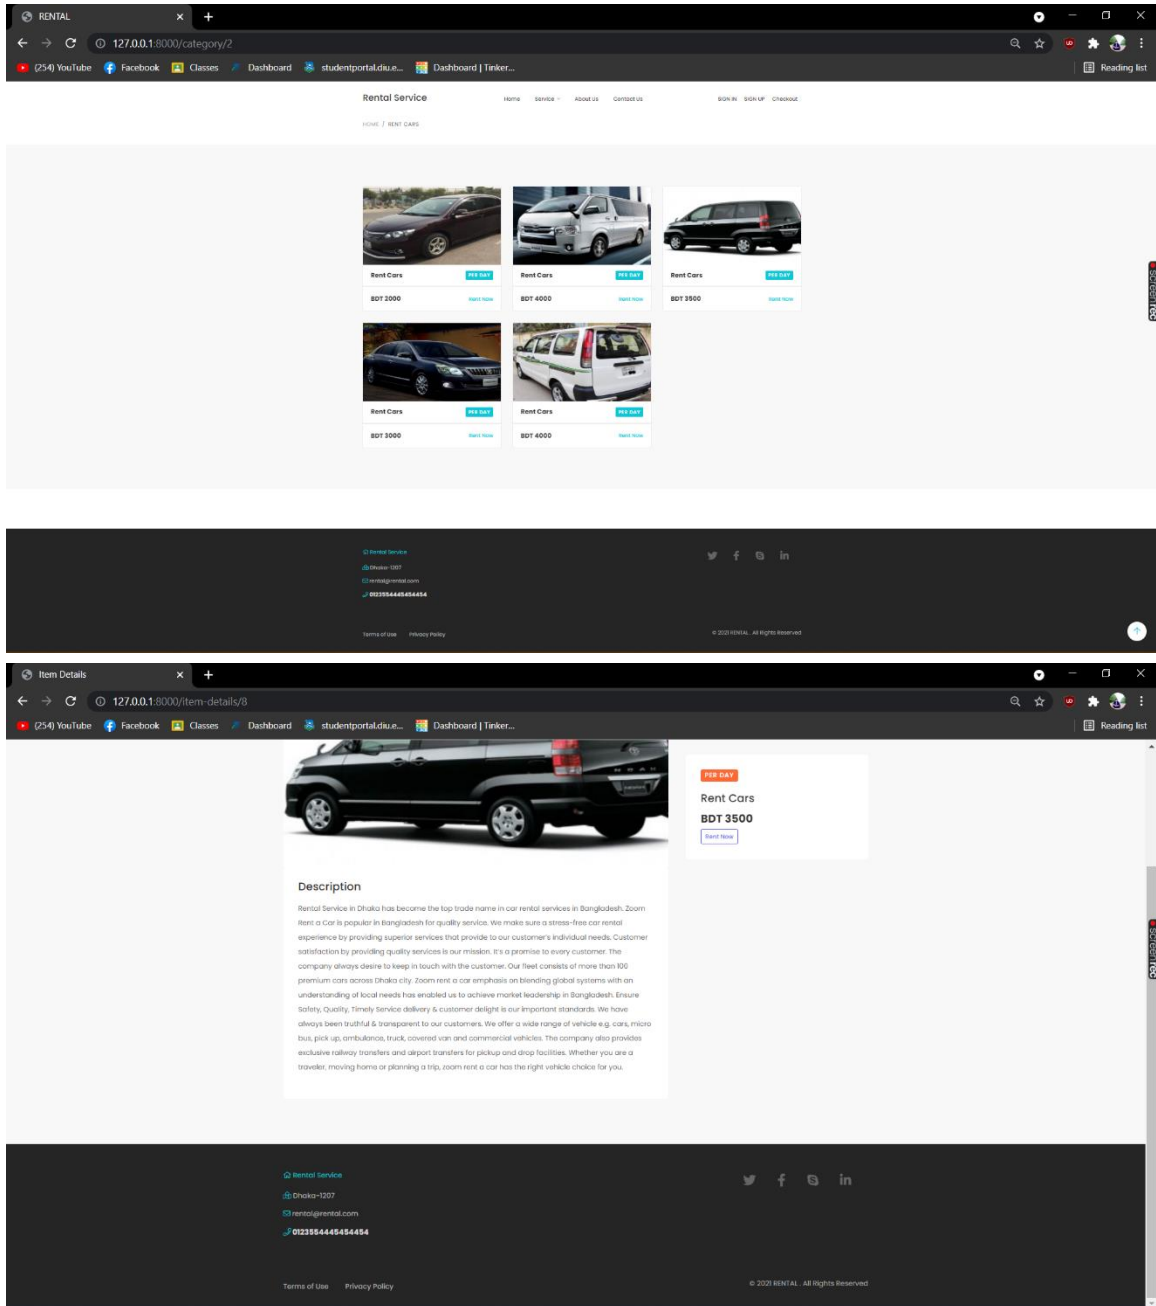 RENTAL
127.0.0.1:8000/category/2
(254) YouTube Facebook Classes Dashboard studentportal.diu.e... Dashboard | Tinker... Reading list
Rental Service Home Service About Us Contact Us SIGN IN SIGN UP Checkout
HOME / RENT CARS
Rent Cars PER DAY Rent Cars PER DAY Rent Cars PER DAY
BDT 2000 Rent Now BDT 4000 Rent Now BDT 3500 Rent Now
Rent Cars PER DAY Rent Cars PER DAY
BDT 3000 Rent Now BDT 4000 Rent Now
screenrec
Rental Service
Dhaka-1207
rental@rental.com
0123554445454454
Terms of Use Privacy Policy © 2021 RENTAL . All Rights Reserved
Item Details
127.0.0.1:8000/item-details/8
(254) YouTube Facebook Classes Dashboard studentportal.diu.e... Dashboard | Tinker... Reading list
NOAH
PER DAY
Rent Cars
BDT 3500
Rent Now
Description
Rental Service in Dhaka has become the top trade name in car rental services in Bangladesh. Zoom
Rent a Car is popular in Bangladesh for quality service. We make sure a stress-free car rental
experience by providing superior services that provide to our customer's individual needs. Customer
satisfaction by providing quality services is our mission. It's a promise to every customer. The
company always desire to keep in touch with the customer. Our fleet consists of more than 100
premium cars across Dhaka city. Zoom rent a car emphasis on blending global systems with an
understanding of local needs has enabled us to achieve market leadership in Bangladesh. Ensure
Safety, Quality, Timely Service delivery & customer delight is our important standards. We have
always been truthful & transparent to our customers. We offer a wide range of vehicle e.g. cars, micro
bus, pick up, ambulance, truck, covered van and commercial vehicles. The company also provides
exclusive railway transfers and airport transfers for pickup and drop facilities. Whether you are a
traveler, moving home or planning a trip, zoom rent a car has the right vehicle choice for you.
screenrec
Rental Service
Dhaka-1207
rental@rental.com
0123554445454454
Terms of Use Privacy Policy © 2021 RENTAL . All Rights Reserved